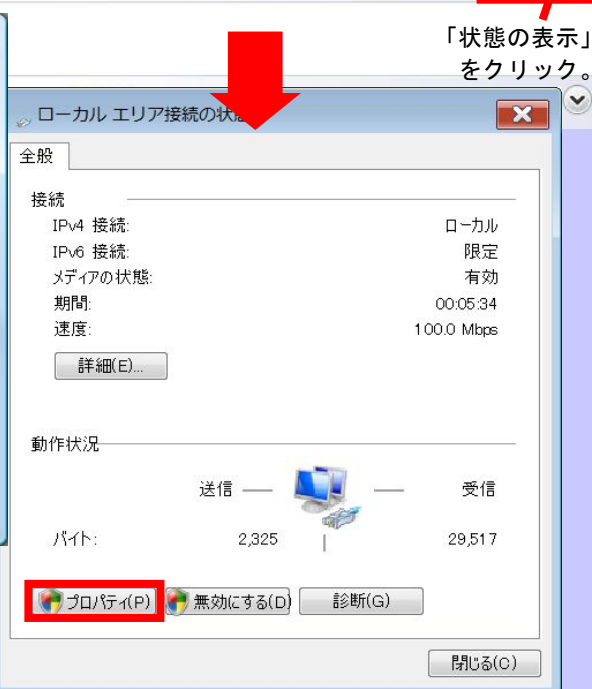 「状態の表示」
をクリック。
ローカル エリア接続の状
全般
接続
IPv4 接続: ローカル
IPv6 接続: 限定
メディアの状態: 有効
期間: 00:05:34
速度: 100.0 Mbps
詳細(E)...
動作状況
送信 — — 受信
バイト: 2,325 | 29,517
プロパティ(P) 無効にする(D) 診断(G)
閉じる(C)